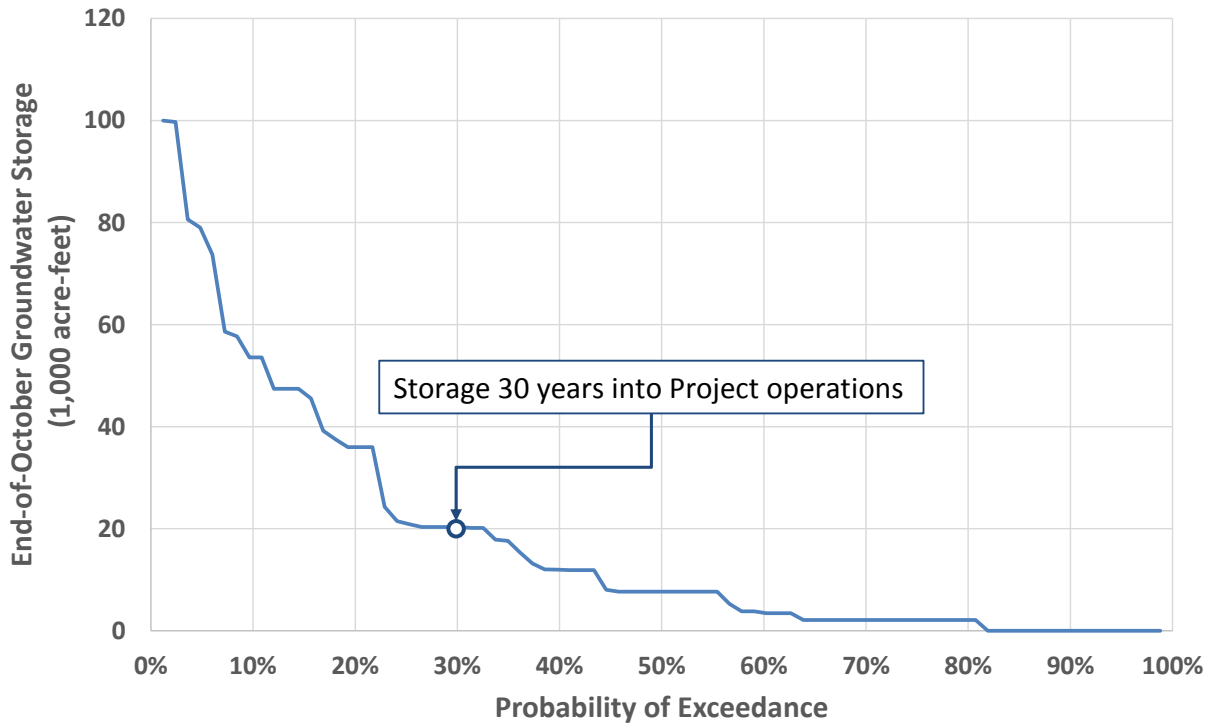 End-of-October Groundwater Storage
(1,000 acre-feet)
120
100
80
60
40
20
0
Storage 30 years into Project operations
0% 10% 20% 30% 40% 50% 60% 70% 80% 90% 100%
Probability of Exceedance